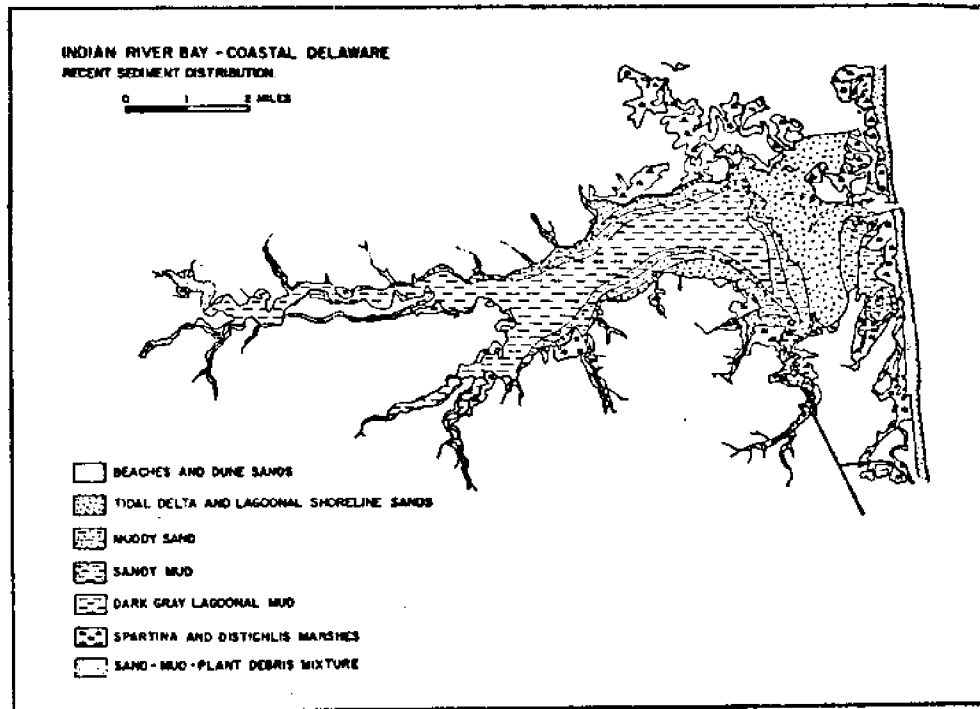 INDIAN RIVER BAY - COASTAL DELAWARE
RECENT SEDIMENT DISTRIBUTION
0 1 2 MILES
BEACHES AND DUNE SANDS
TIDAL DELTA AND LAGOONAL SHORELINE SANDS
MUDDY SAND
SANDY MUD
DARK GRAY LAGOONAL MUD
SPARTINA AND DISTICHLIS MARSHES
SAND-MUD-PLANT DEBRIS MIXTURE